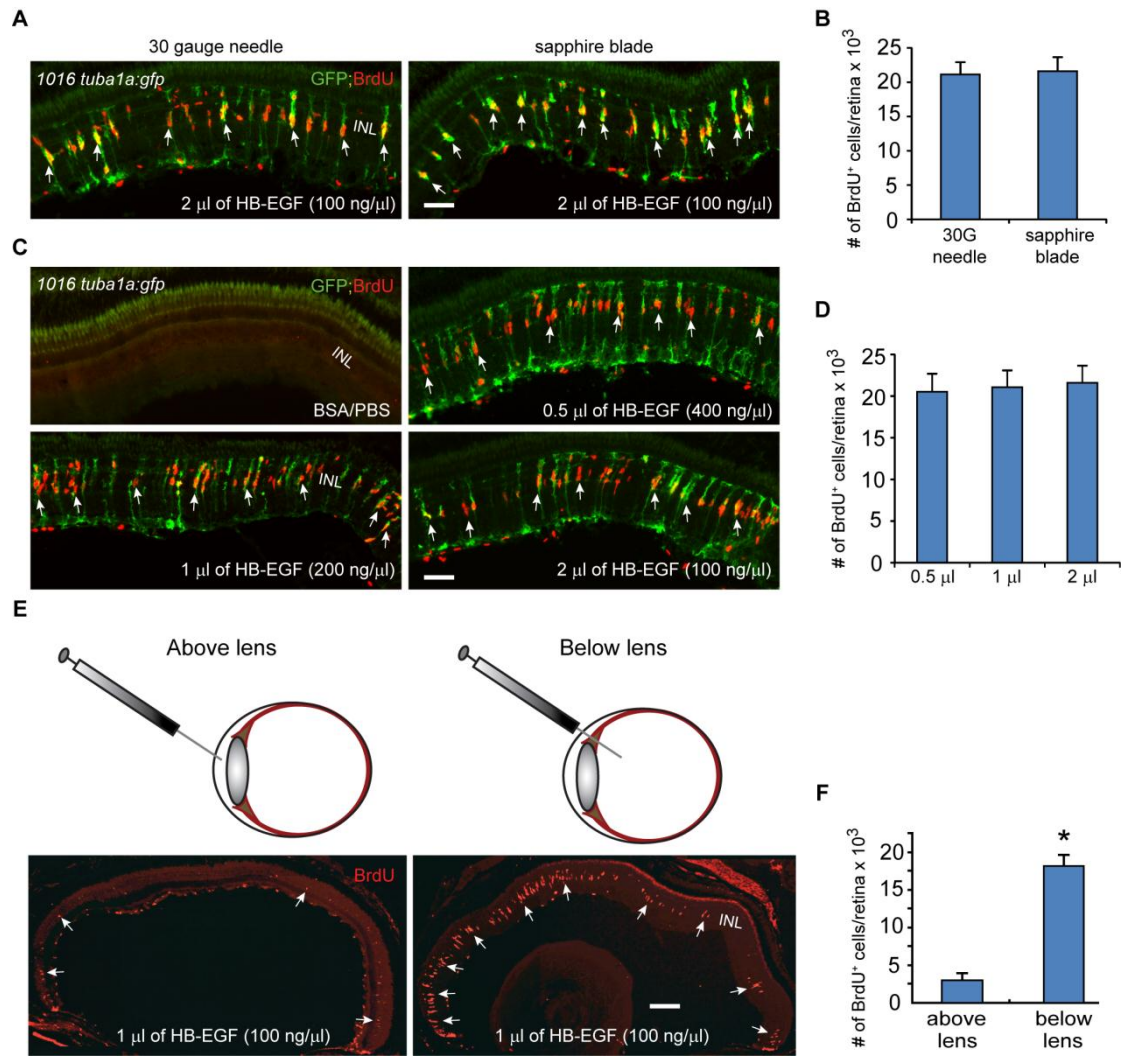 A
30 gauge needle
sapphire blade
1016 tuba1a:gfp
GFP;BrdU
INL
2 µl of HB-EGF (100 ng/µl)
2 µl of HB-EGF (100 ng/µl)
B
# of BrdU⁺ cells/retina x 10³
25
20
15
10
5
0
30G needle
sapphire blade
C
1016 tuba1a:gfp
GFP;BrdU
INL
BSA/PBS
0.5 µl of HB-EGF (400 ng/µl)
INL
1 µl of HB-EGF (200 ng/µl)
2 µl of HB-EGF (100 ng/µl)
D
# of BrdU⁺ cells/retina x 10³
25
20
15
10
5
0
0.5 µl
1 µl
2 µl
E
Above lens
Below lens
BrdU
INL
1 µl of HB-EGF (100 ng/µl)
1 µl of HB-EGF (100 ng/µl)
F
# of BrdU⁺ cells/retina x 10³
20
15
10
5
0
*
above lens
below lens